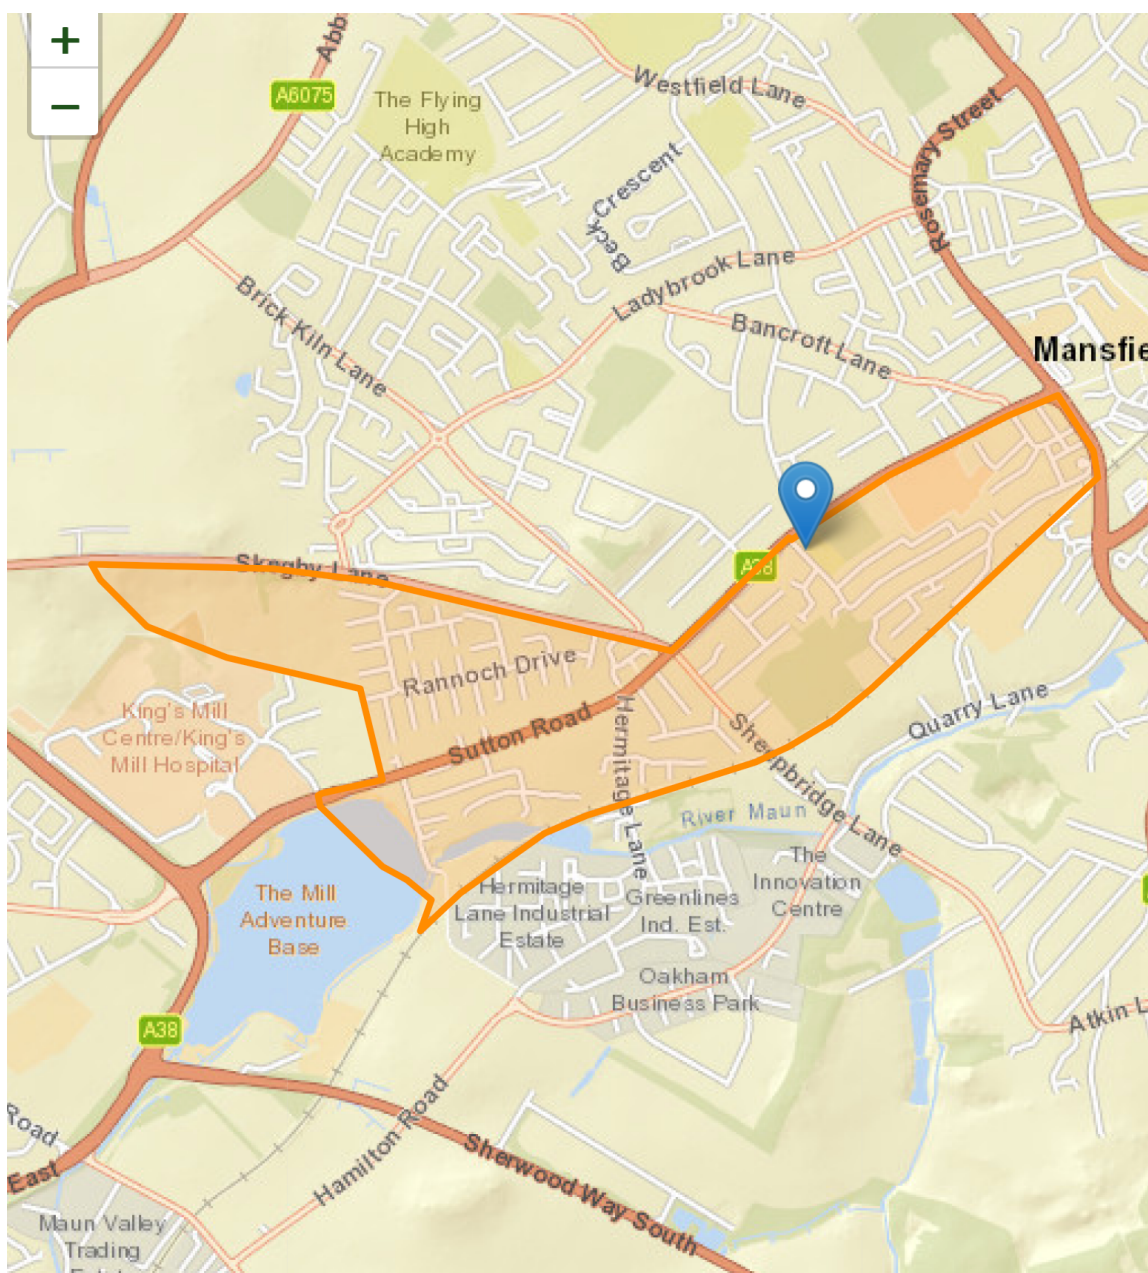 +
−
Abb
A6075
The Flying
High
Academy
Westfield Lane
Rosemary Street
Beck Crescent
Ladybrook Lane
Brick Kiln Lane
Bancroft Lane
Mansfie
A38
Skegby Lane
Rannoch Drive
King's Mill
Centre/King's
Mill Hospital
Sutton Road
Hermitage Lane
Sheepbridge Lane
Quarry Lane
River Maun
The Mill
Adventure
Base
Hermitage
Lane Industrial
Estate
Greenlines
Ind. Est.
The
Innovation
Centre
Oakham
Business Park
A38
Atkin L
Road
East
Hamilton Road
Sherwood Way South
Maun Valley
Trading